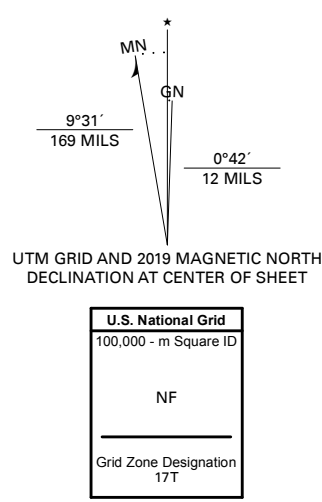 MN
GN
9°31´
169 MILS
0°42´
12 MILS
UTM GRID AND 2019 MAGNETIC NORTH
DECLINATION AT CENTER OF SHEET
U.S. National Grid
100,000 - m Square ID
NF
Grid Zone Designation
17T